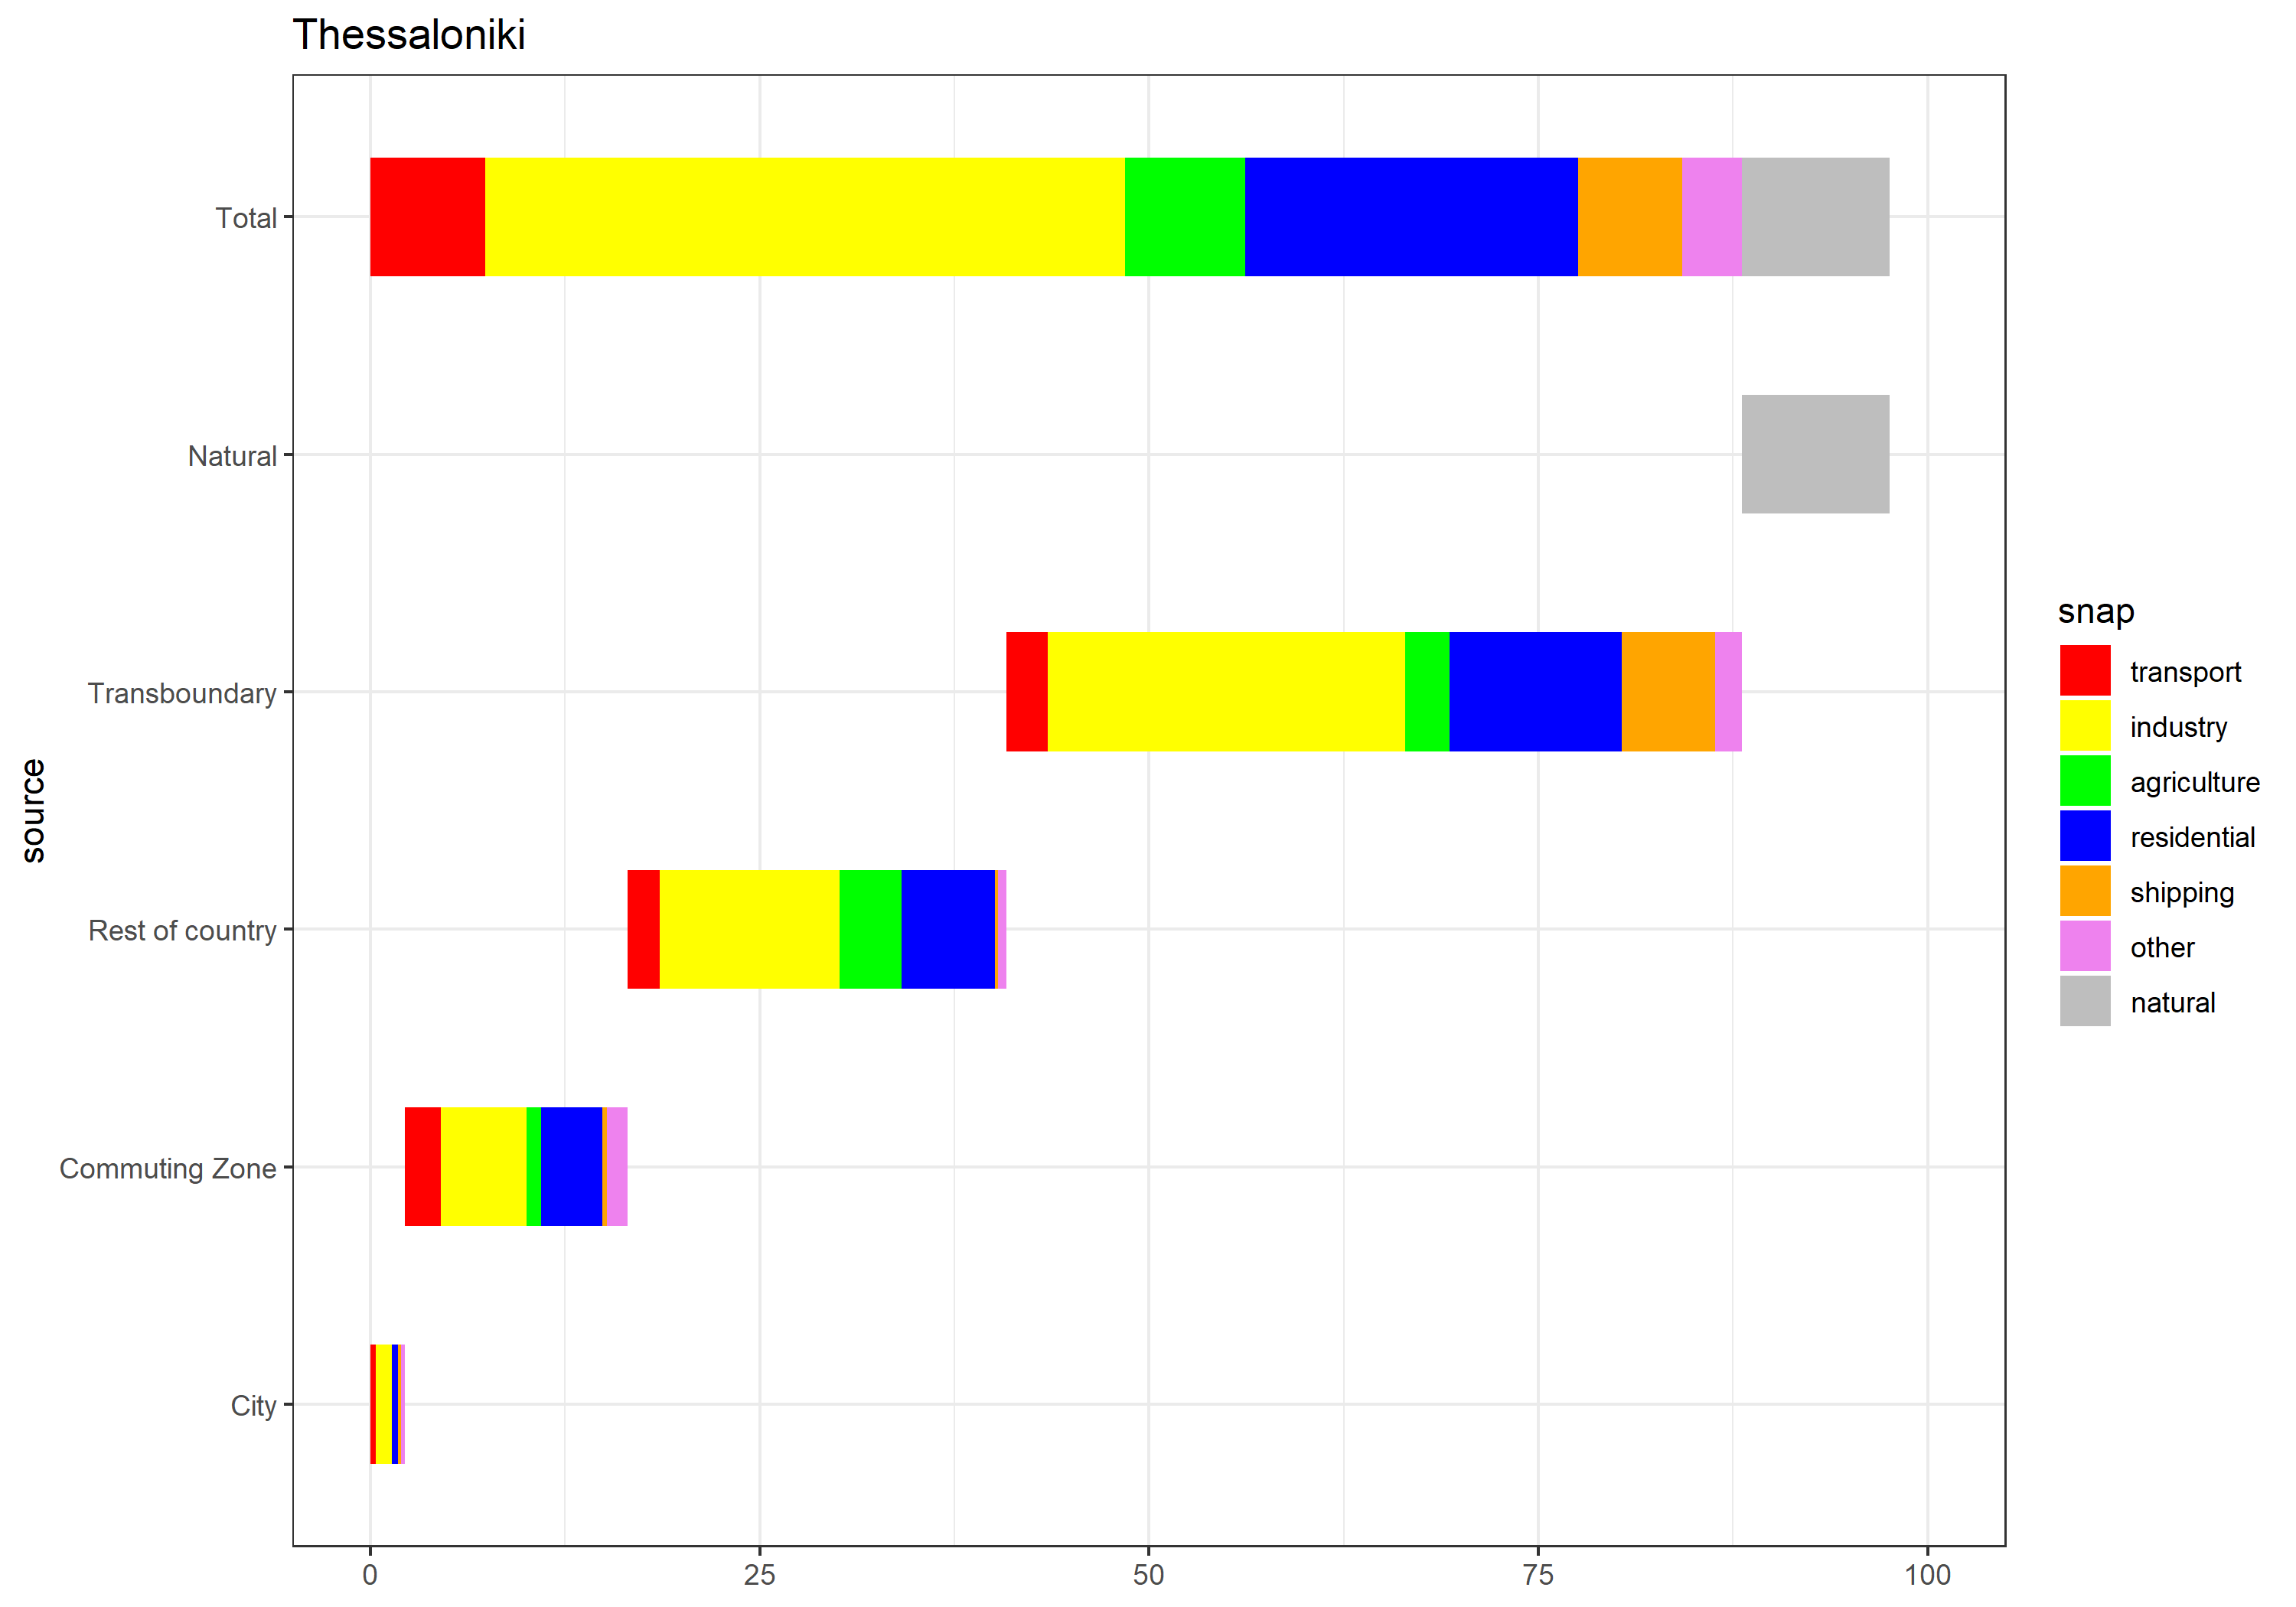 Thessaloniki
source
Total
Natural
Transboundary
Rest of country
Commuting Zone
City
0 25 50 75 100
snap
transport
industry
agriculture
residential
shipping
other
natural